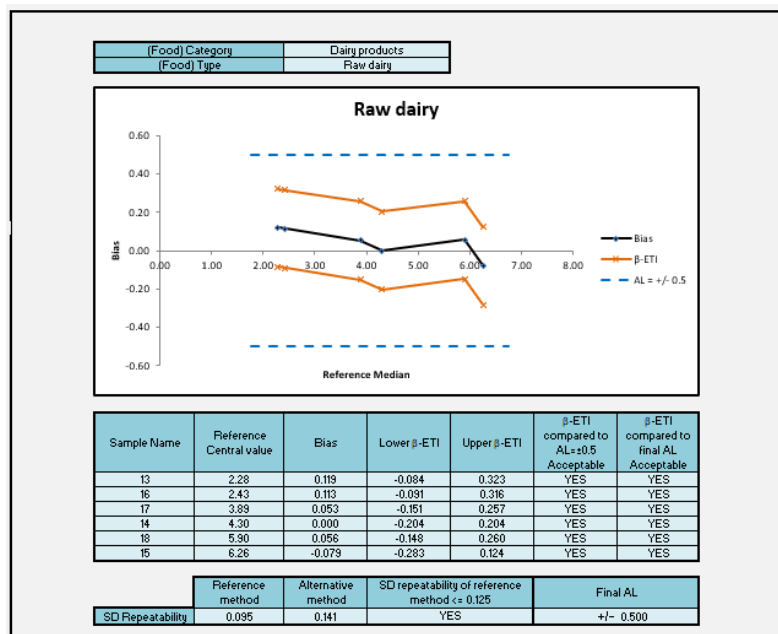 (Food) Category Dairy products
(Food) Type Raw dairy
Raw dairy
0.60
0.40
0.20
0.00
-0.20
-0.40
-0.60
Bias
0.00 1.00 2.00 3.00 4.00 5.00 6.00 7.00 8.00
Reference Median
Bias
β-ETI
AL = +/- 0.5
Sample Name Reference Central value Bias Lower β-ETI Upper β-ETI β-ETI compared to AL=±0.5 Acceptable β-ETI compared to final AL Acceptable
13 2.28 0.119 -0.084 0.323 YES YES
16 2.43 0.113 -0.091 0.316 YES YES
17 3.89 0.053 -0.151 0.257 YES YES
14 4.30 0.000 -0.204 0.204 YES YES
18 5.90 0.056 -0.148 0.260 YES YES
15 6.26 -0.079 -0.283 0.124 YES YES
Reference method Alternative method SD repeatability of reference method <= 0.125 Final AL
SD Repeatability 0.095 0.141 YES +/- 0.500